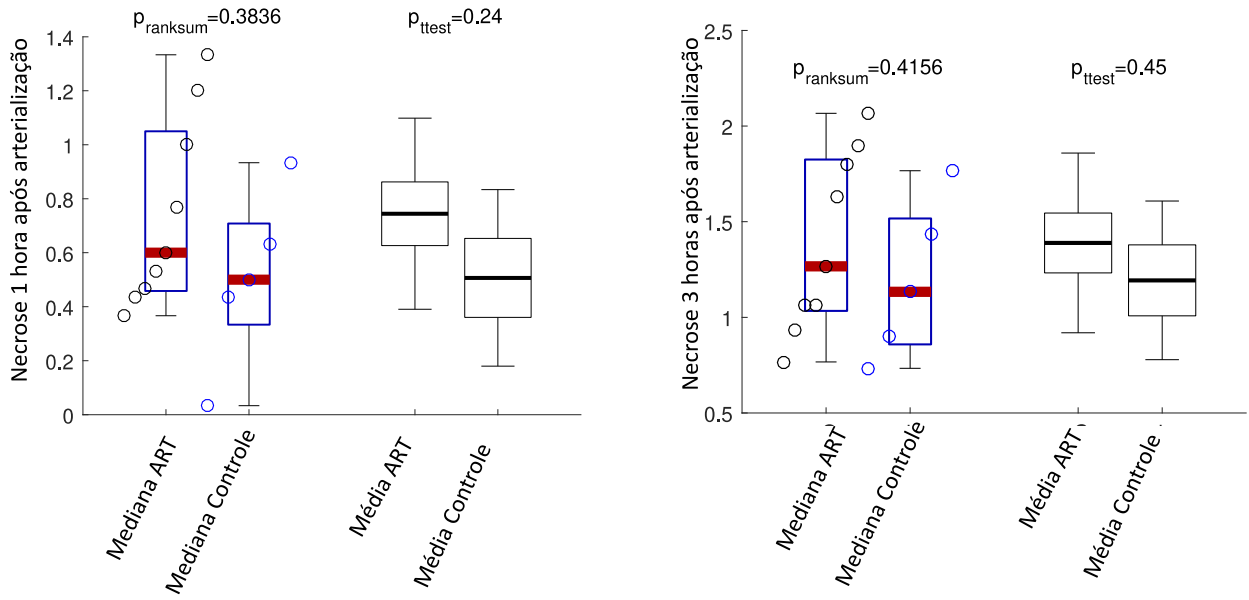 p_ranksum=0.3836
p_ttest=0.24
Necrose 1 hora após arterialização
1.4
1.2
1
0.8
0.6
0.4
0.2
0
Mediana ART
Mediana Controle
Média ART
Média Controle
p_ranksum=0.4156
p_ttest=0.45
Necrose 3 horas após arterialização
2.5
2
1.5
1
0.5
Mediana ART
Mediana Controle
Média ART
Média Controle